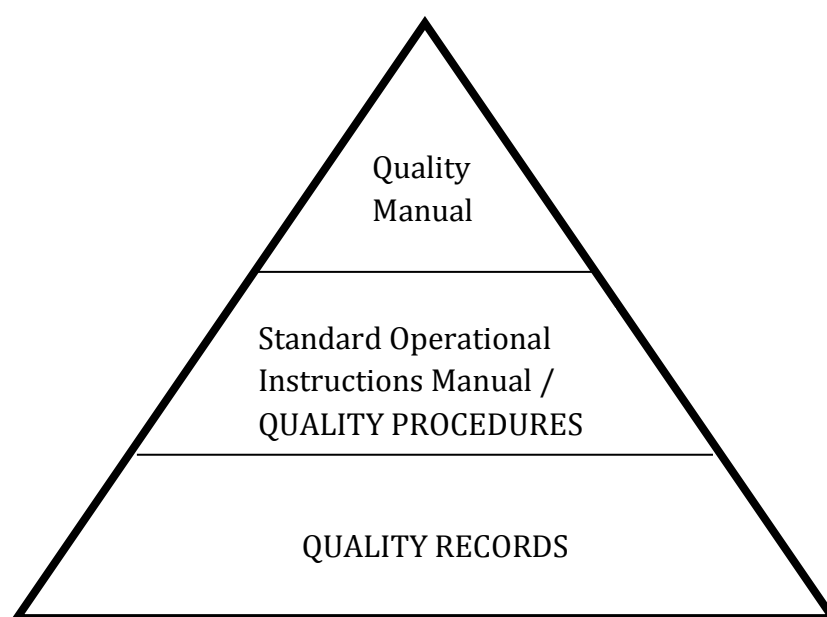 Quality
Manual
Standard Operational
Instructions Manual /
QUALITY PROCEDURES
QUALITY RECORDS